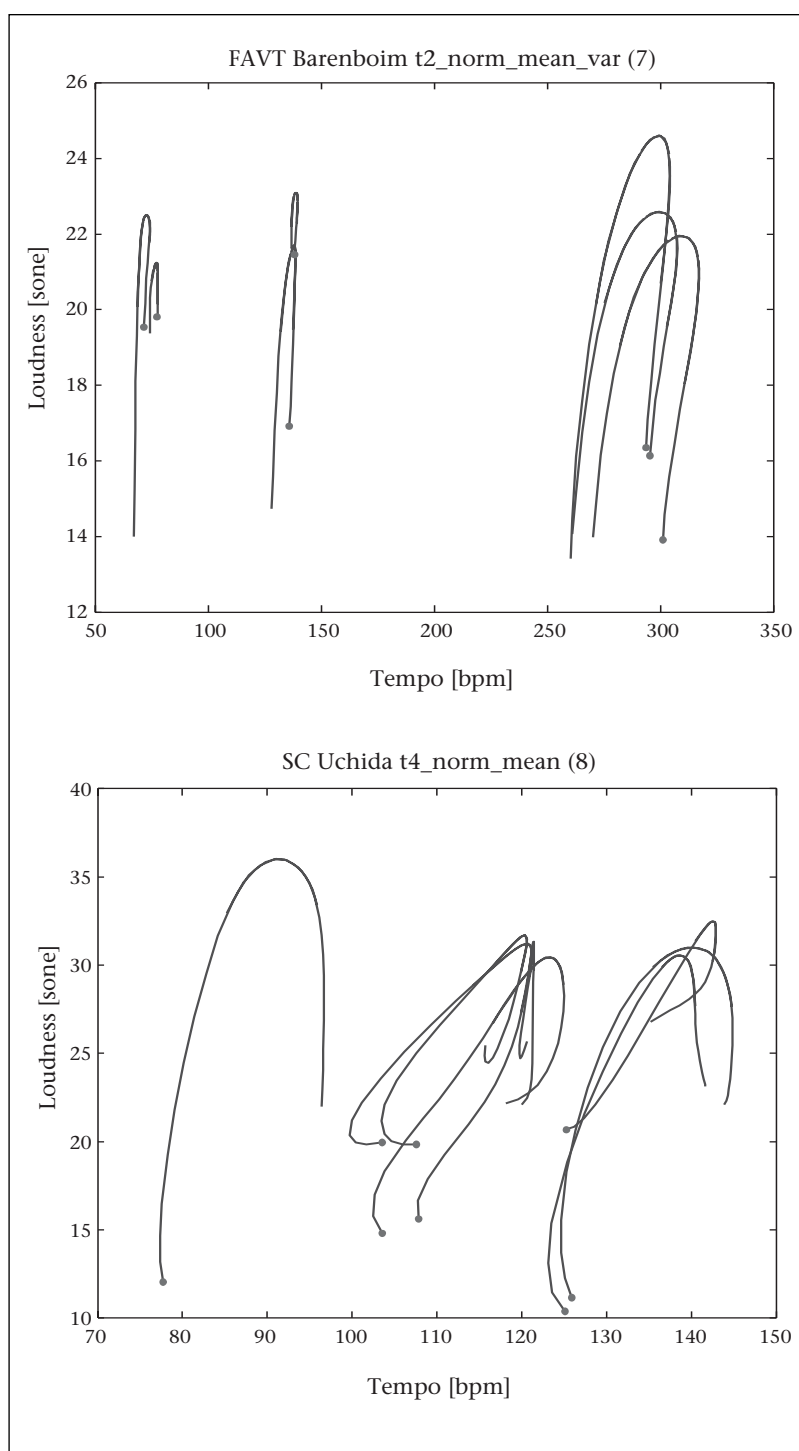 FAVT Barenboim t2_norm_mean_var (7)
26
24
22
20
18
16
14
12
Loudness [sone]
50 100 150 200 250 300 350
Tempo [bpm]
SC Uchida t4_norm_mean (8)
40
35
30
25
20
15
10
Loudness [sone]
70 80 90 100 110 120 130 140 150
Tempo [bpm]